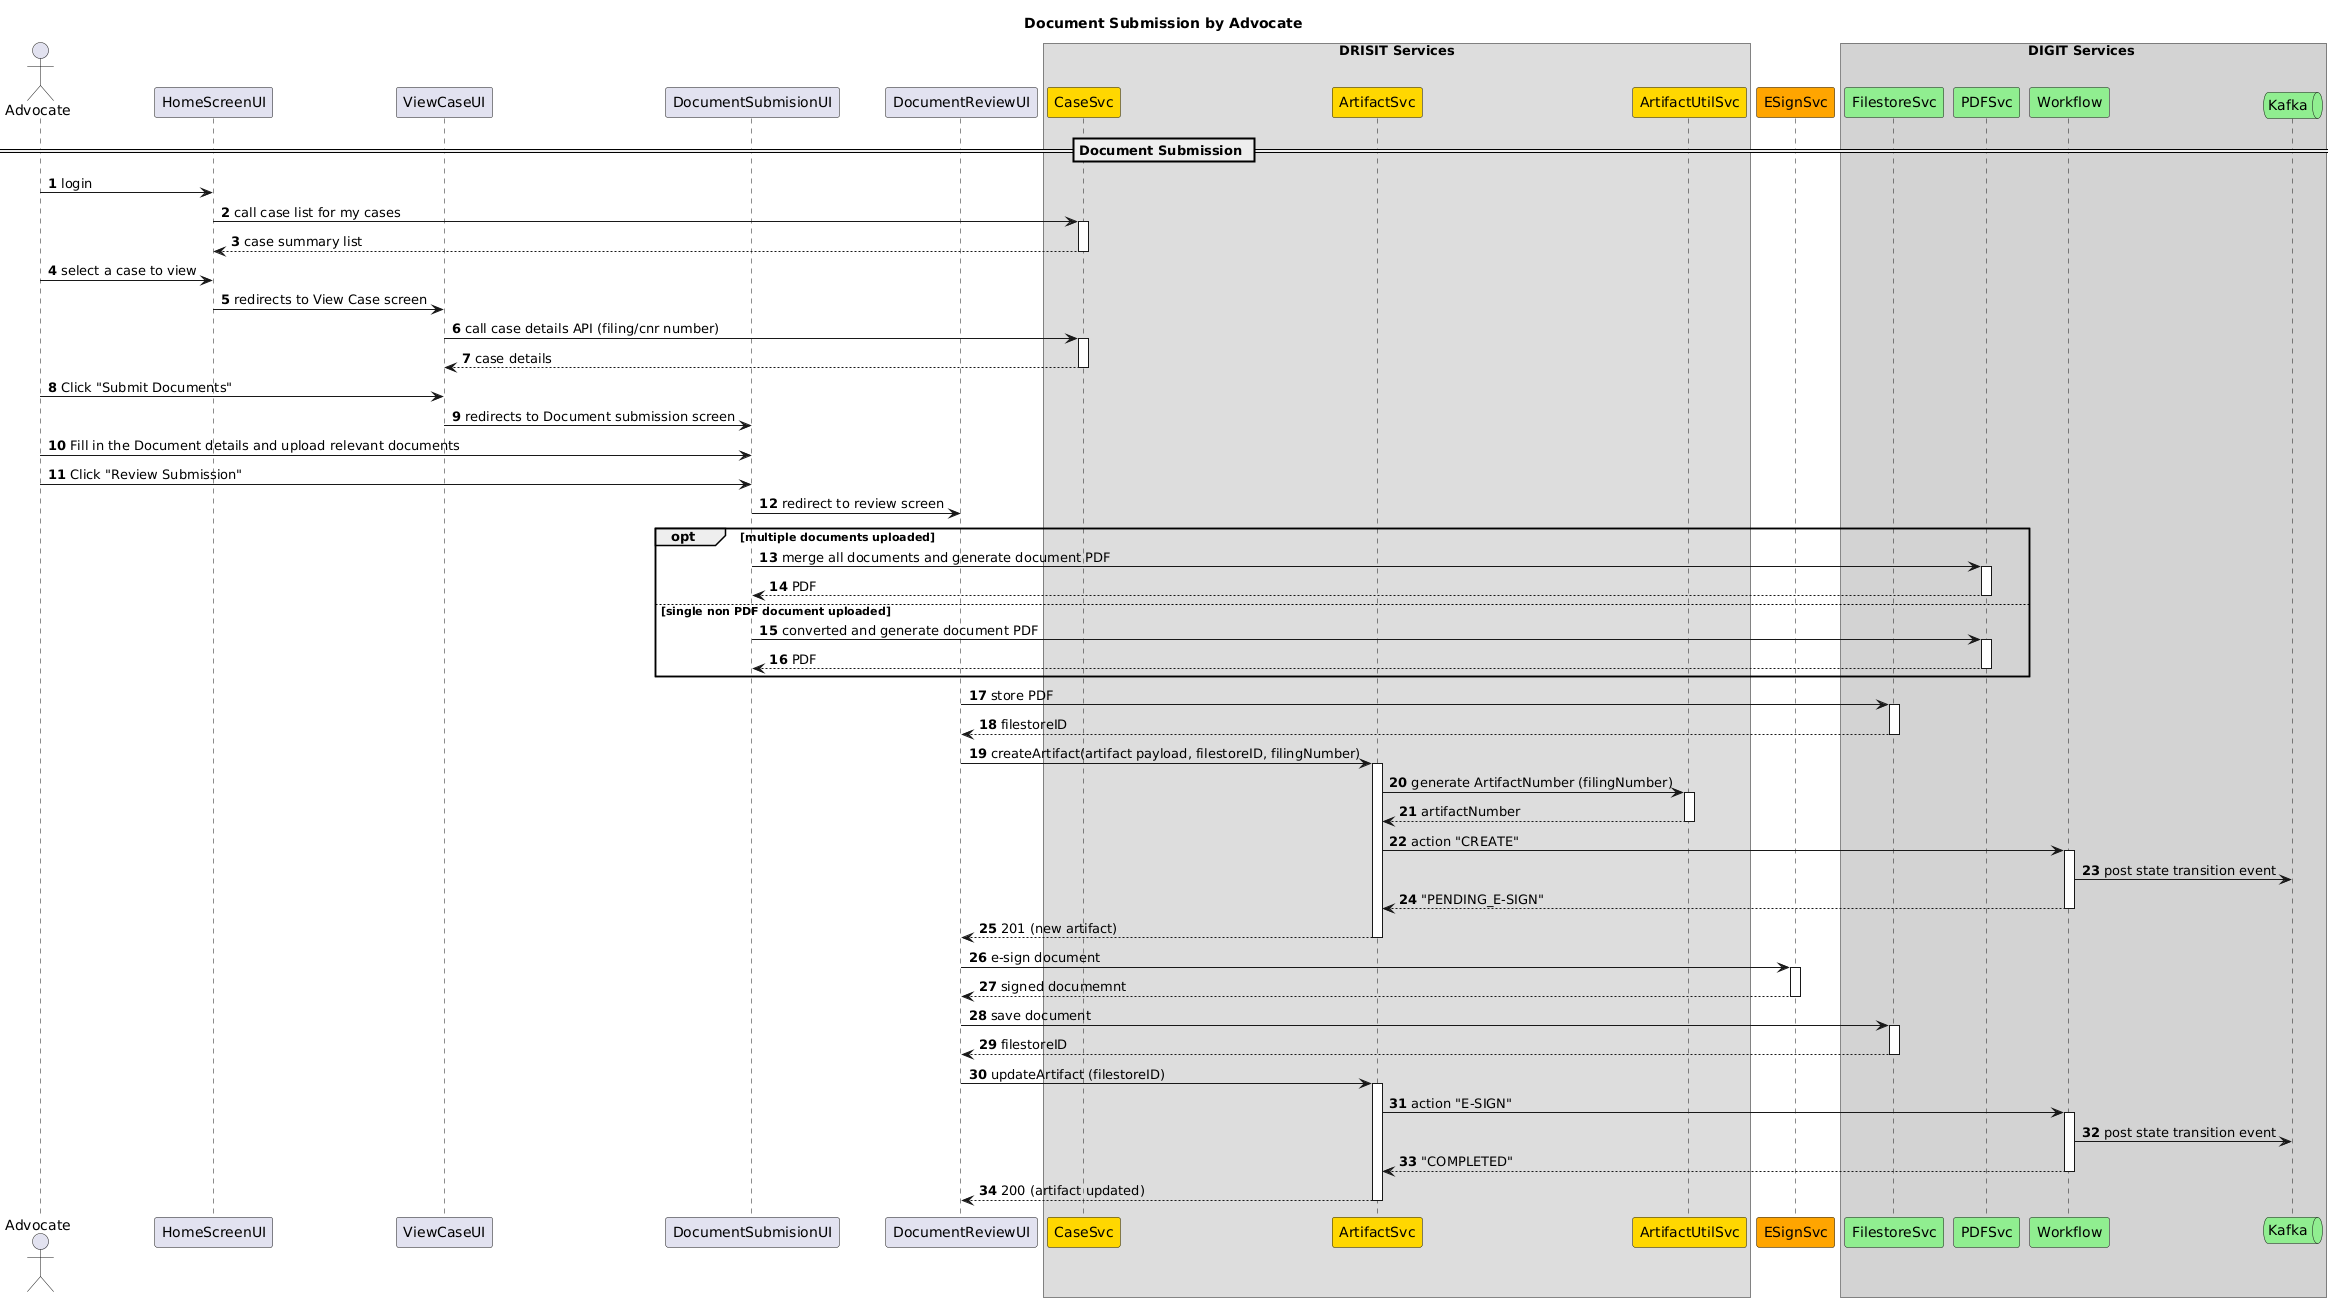 Document Submission by Advocate
DRISIT Services
DIGIT Services
Advocate
HomeScreenUI
ViewCaseUI
DocumentSubmisionUI
DocumentReviewUI
CaseSvc
ArtifactSvc
ArtifactUtilSvc
ESignSvc
FilestoreSvc
PDFSvc
Workflow
Kafka
Document Submission
1 login
2 call case list for my cases
3 case summary list
4 select a case to view
5 redirects to View Case screen
6 call case details API (filing/cnr number)
7 case details
8 Click "Submit Documents"
9 redirects to Document submission screen
10 Fill in the Document details and upload relevant documents
11 Click "Review Submission"
12 redirect to review screen
opt [multiple documents uploaded]
13 merge all documents and generate document PDF
14 PDF
[single non PDF document uploaded]
15 converted and generate document PDF
16 PDF
17 store PDF
18 filestoreID
19 createArtifact(artifact payload, filestoreID, filingNumber)
20 generate ArtifactNumber (filingNumber)
21 artifactNumber
22 action "CREATE"
23 post state transition event
24 "PENDING_E-SIGN"
25 201 (new artifact)
26 e-sign document
27 signed documemnt
28 save document
29 filestoreID
30 updateArtifact (filestoreID)
31 action "E-SIGN"
32 post state transition event
33 "COMPLETED"
34 200 (artifact updated)
Advocate
HomeScreenUI
ViewCaseUI
DocumentSubmisionUI
DocumentReviewUI
CaseSvc
ArtifactSvc
ArtifactUtilSvc
ESignSvc
FilestoreSvc
PDFSvc
Workflow
Kafka